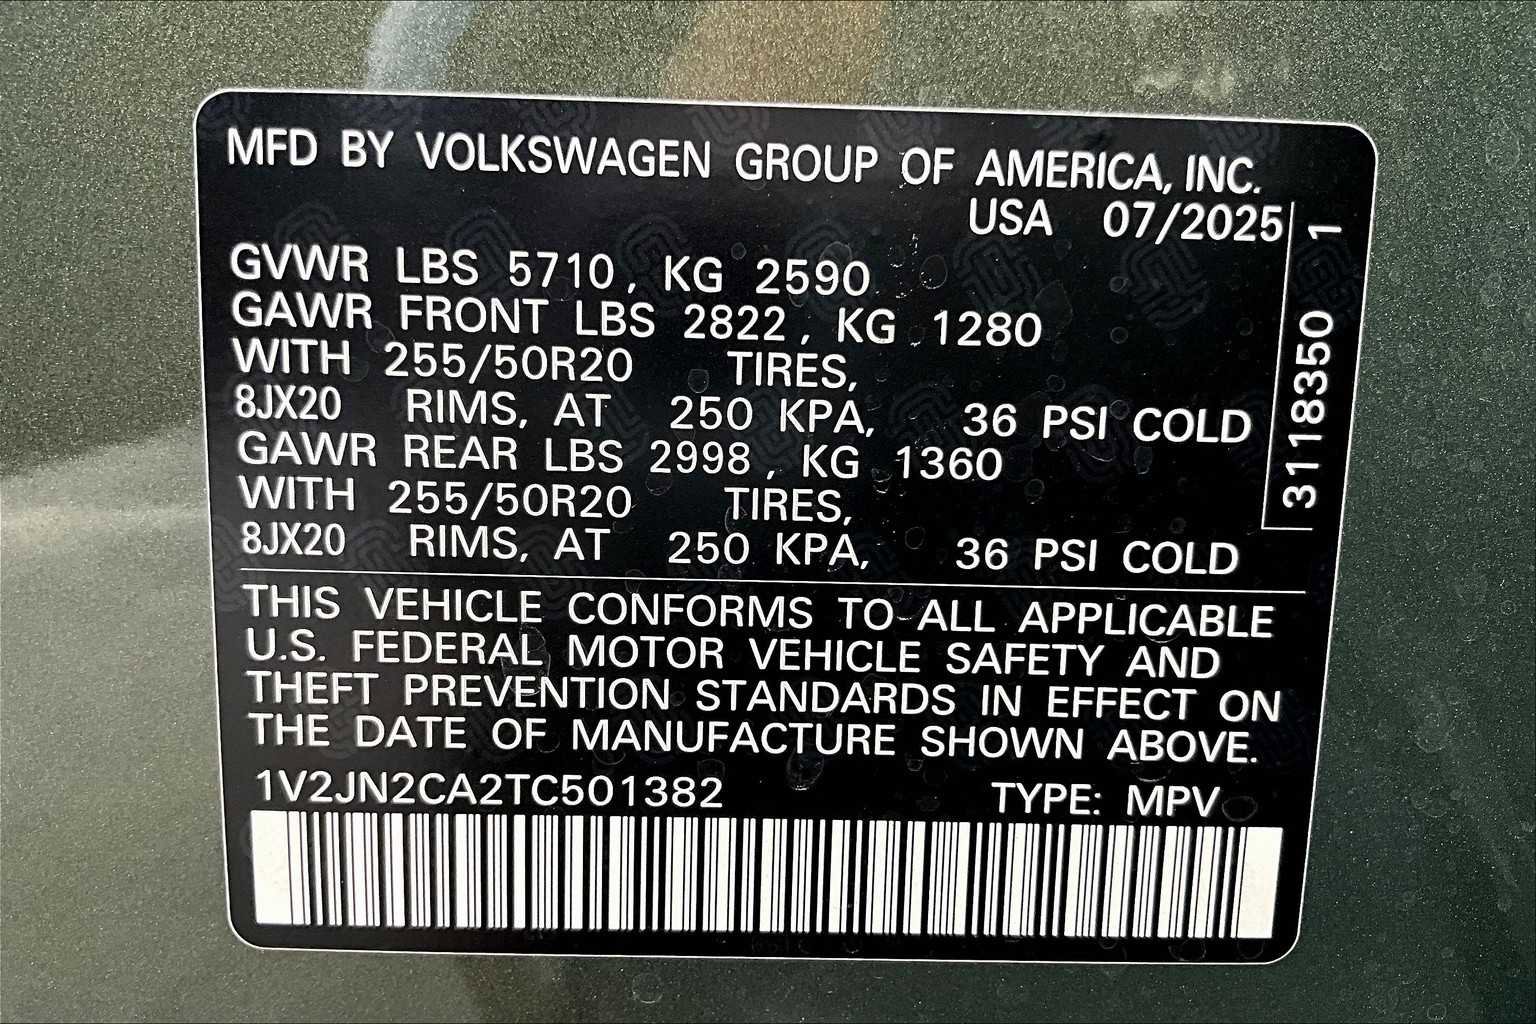 MFD BY VOLKSWAGEN GROUP OF AMERICA, INC.
USA 07/2025
GVWR LBS 5710, KG 2590
GAWR FRONT LBS 2822, KG 1280
WITH 255/50R20 TIRES,
8JX20 RIMS, AT 250 KPA, 36 PSI COLD
GAWR REAR LBS 2998, KG 1360
WITH 255/50R20 TIRES,
8JX20 RIMS, AT 250 KPA, 36 PSI COLD
3118350 1
THIS VEHICLE CONFORMS TO ALL APPLICABLE
U.S. FEDERAL MOTOR VEHICLE SAFETY AND
THEFT PREVENTION STANDARDS IN EFFECT ON
THE DATE OF MANUFACTURE SHOWN ABOVE.
1V2JN2CA2TC501382 TYPE: MPV